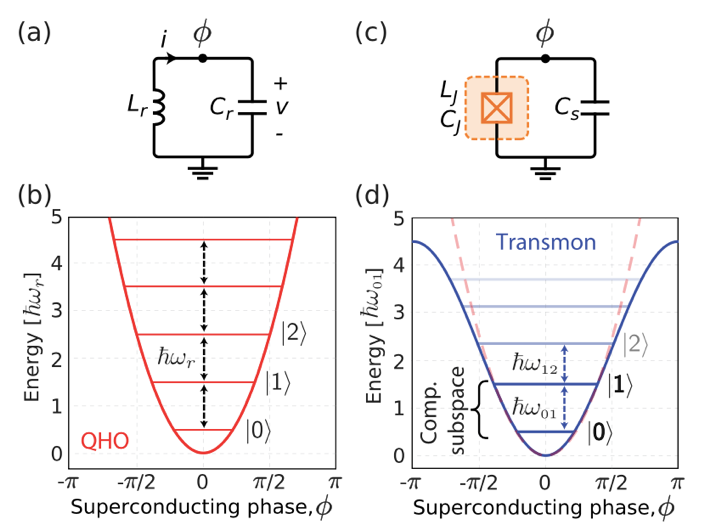 (a)
i
ϕ
L_r
C_r
+
v
-
(c)
ϕ
L_J
C_J
C_s
(b)
5
4
3
2
1
0
Energy [ℏω_r]
ℏω_r
|2⟩
|1⟩
|0⟩
QHO
-π
-π/2
0
π/2
π
Superconducting phase, ϕ
(d)
5
4
3
2
1
0
Energy [ℏω_01]
Transmon
|2⟩
ℏω_12
|1⟩
ℏω_01
|0⟩
Comp.
subspace
-π
-π/2
0
π/2
π
Superconducting phase, ϕ